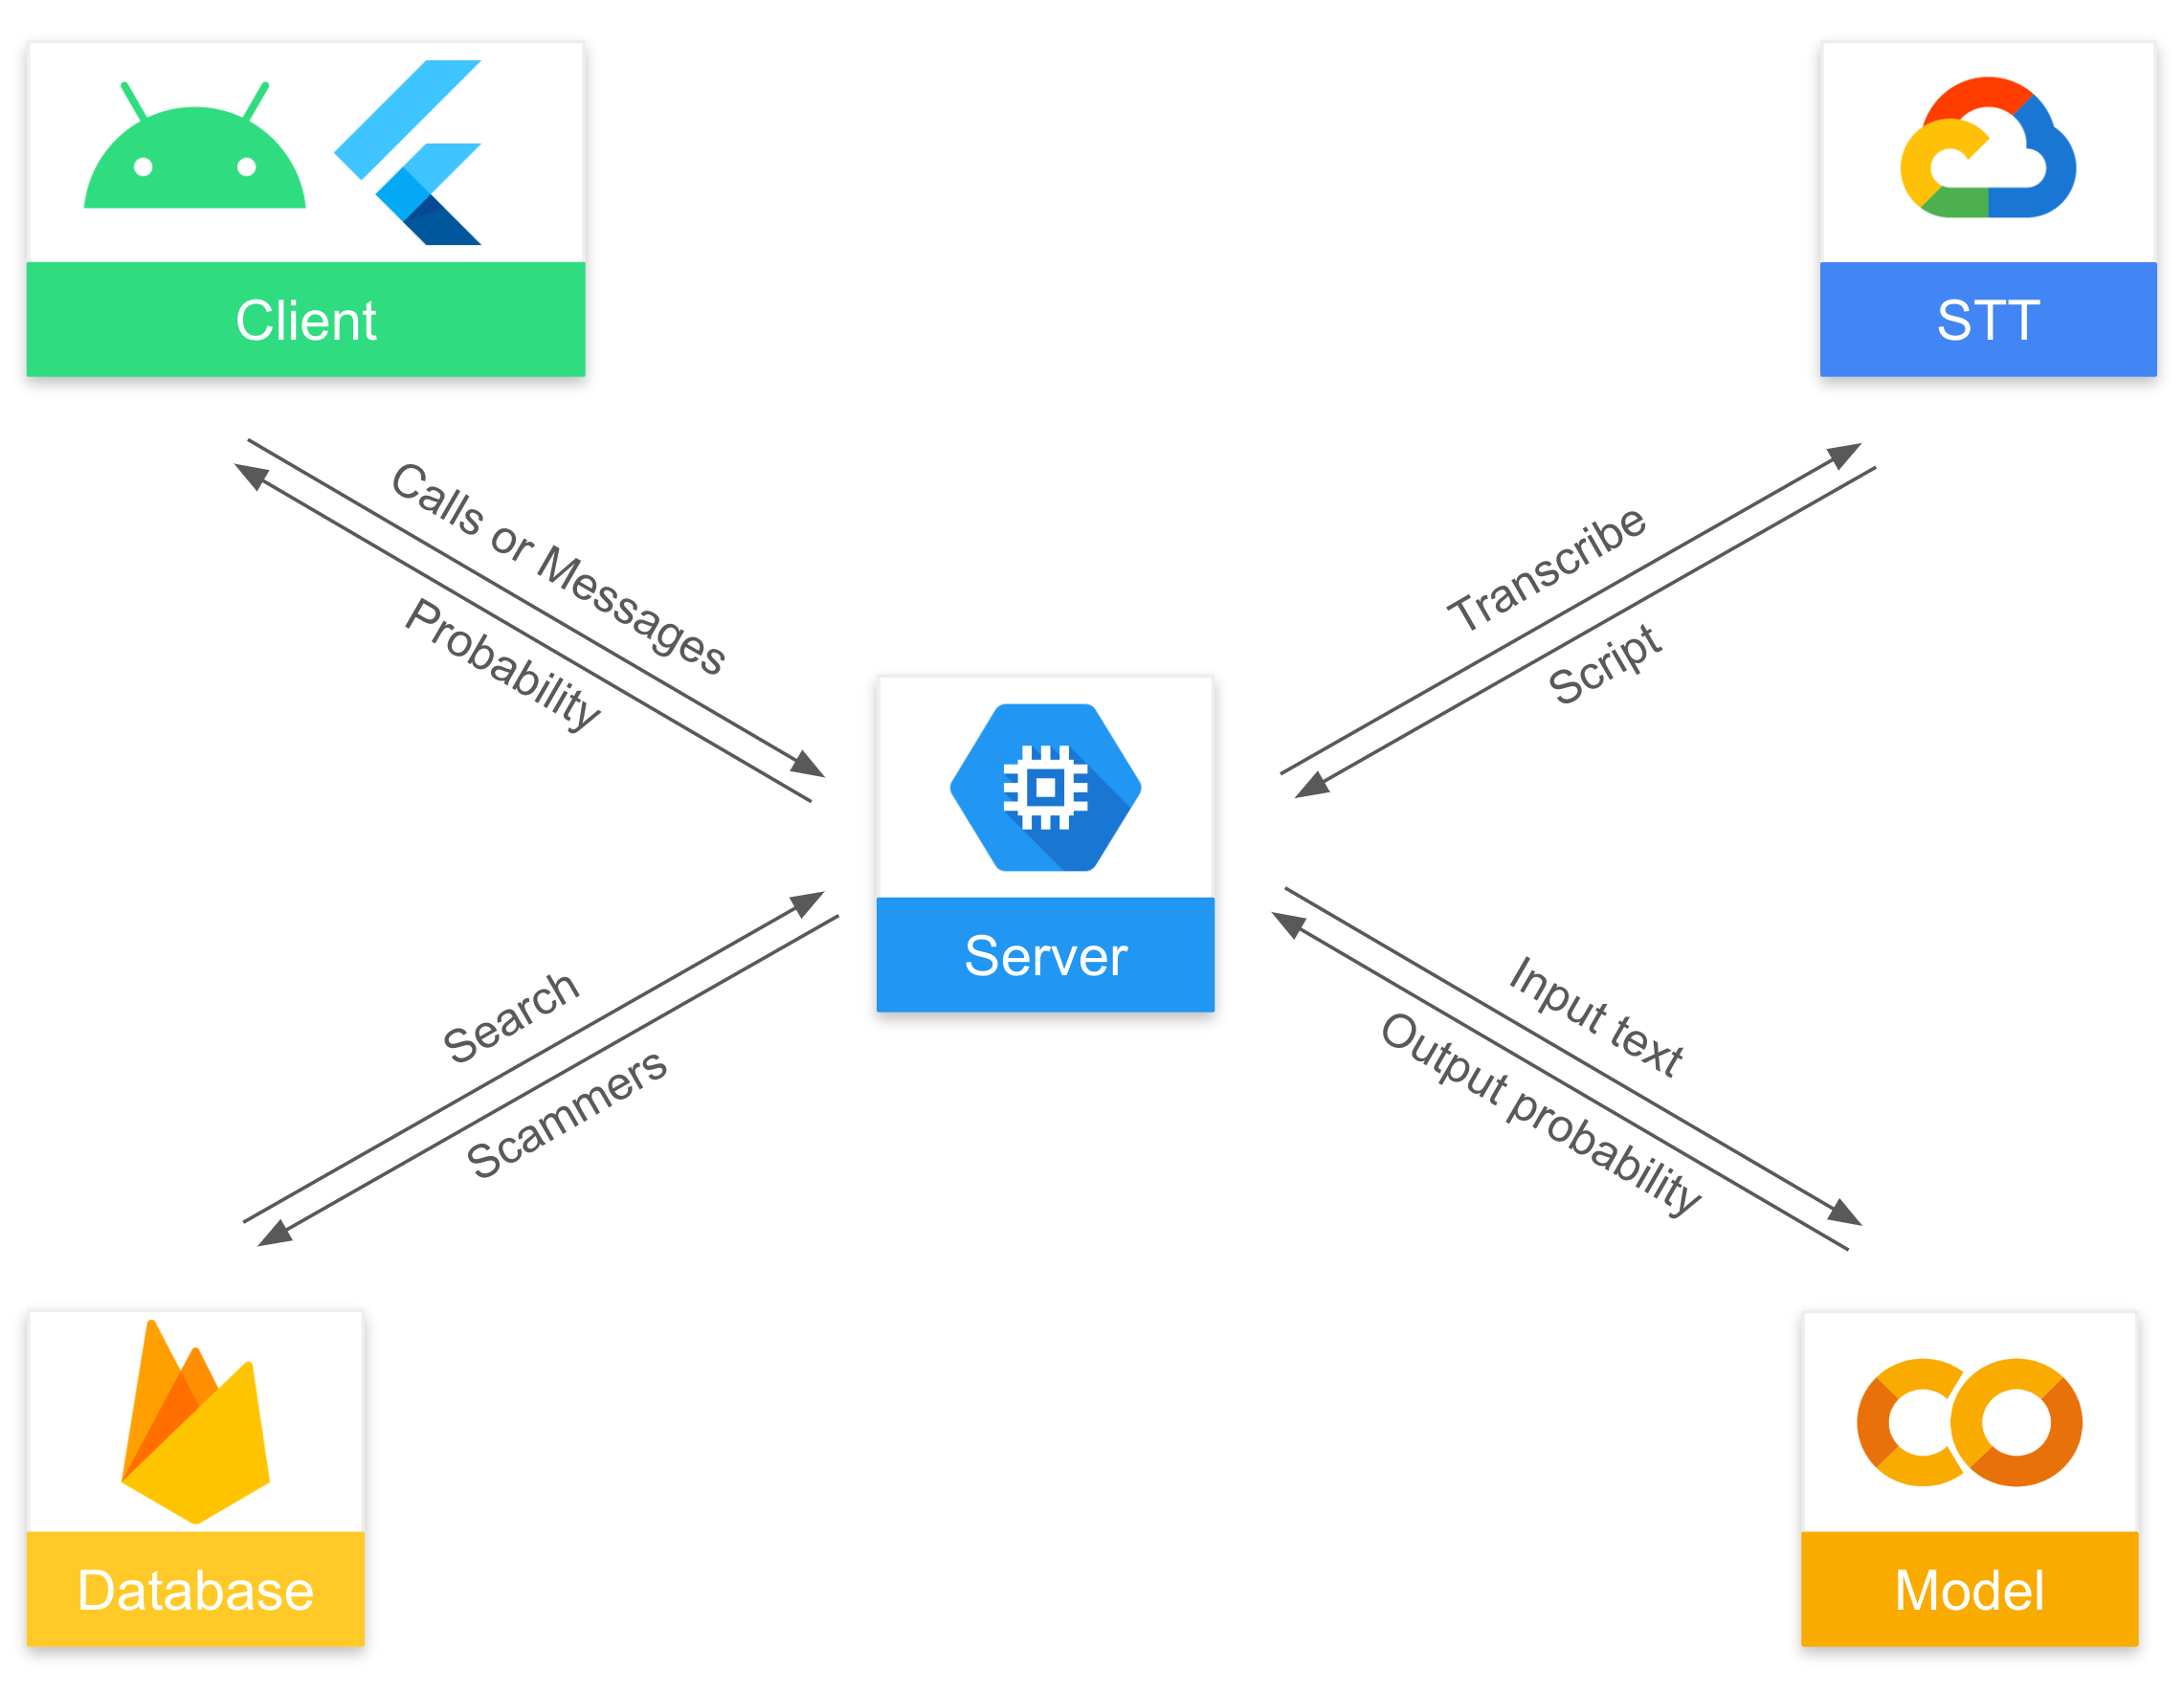 Client
STT
Calls or Messages
Probability
Transcribe
Script
Server
Search
Scammers
Input text
Output probability
Database
Model